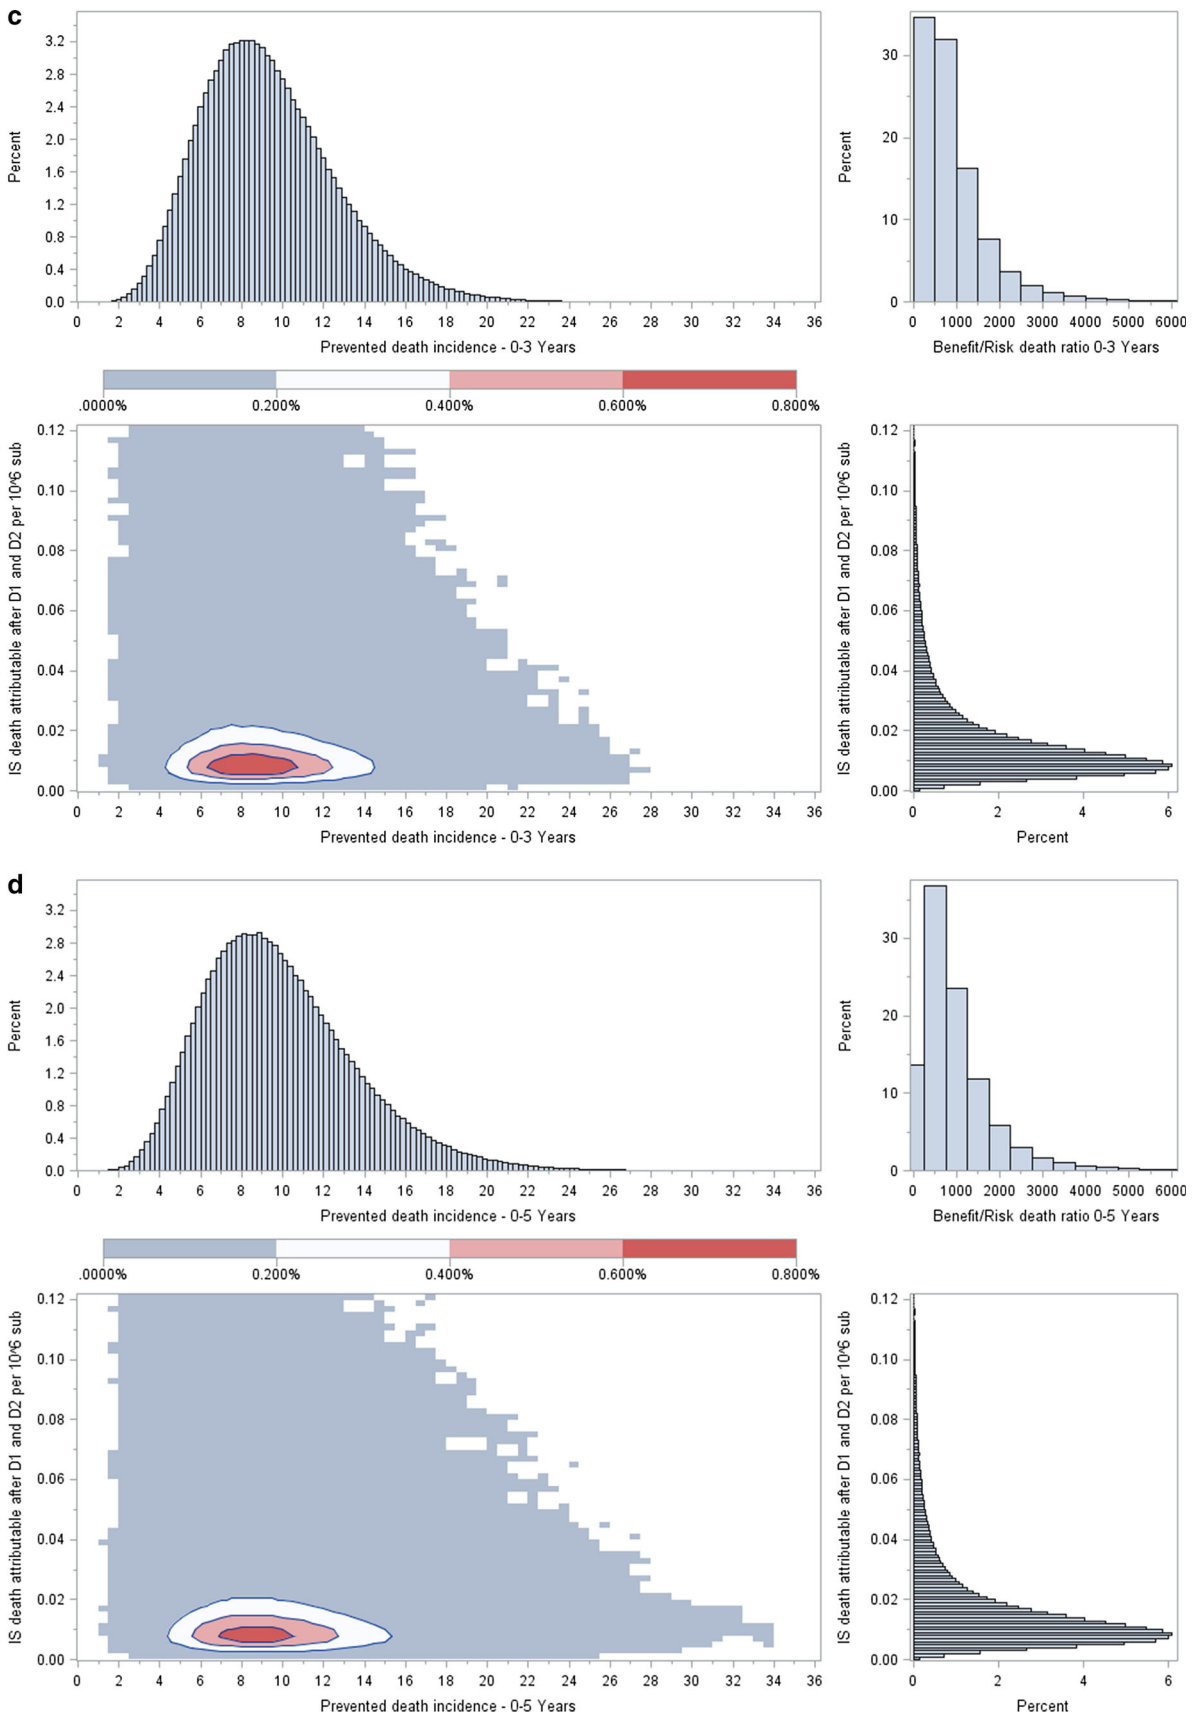 c
3.2
2.8
2.4
2.0
1.6
1.2
0.8
0.4
0.0
Percent
0 2 4 6 8 10 12 14 16 18 20 22 24 26 28 30 32 34 36
Prevented death incidence - 0-3 Years
30
20
10
0
Percent
0 1000 2000 3000 4000 5000 6000
Benefit/Risk death ratio 0-3 Years
.0000% 0.200% 0.400% 0.600% 0.800%
0.12
0.10
0.08
0.06
0.04
0.02
0.00
IS death attributable after D1 and D2 per 10^6 sub
0 2 4 6 8 10 12 14 16 18 20 22 24 26 28 30 32 34 36
Prevented death incidence - 0-3 Years
0.12
0.10
0.08
0.06
0.04
0.02
0.00
IS death attributable after D1 and D2 per 10^6 sub
0 2 4 6
Percent
d
3.2
2.8
2.4
2.0
1.6
1.2
0.8
0.4
0.0
Percent
0 2 4 6 8 10 12 14 16 18 20 22 24 26 28 30 32 34 36
Prevented death incidence - 0-5 Years
30
20
10
0
Percent
0 1000 2000 3000 4000 5000 6000
Benefit/Risk death ratio 0-5 Years
.0000% 0.200% 0.400% 0.600% 0.800%
0.12
0.10
0.08
0.06
0.04
0.02
0.00
IS death attributable after D1 and D2 per 10^6 sub
0 2 4 6 8 10 12 14 16 18 20 22 24 26 28 30 32 34 36
Prevented death incidence - 0-5 Years
0.12
0.10
0.08
0.06
0.04
0.02
0.00
IS death attributable after D1 and D2 per 10^6 sub
0 2 4 6
Percent